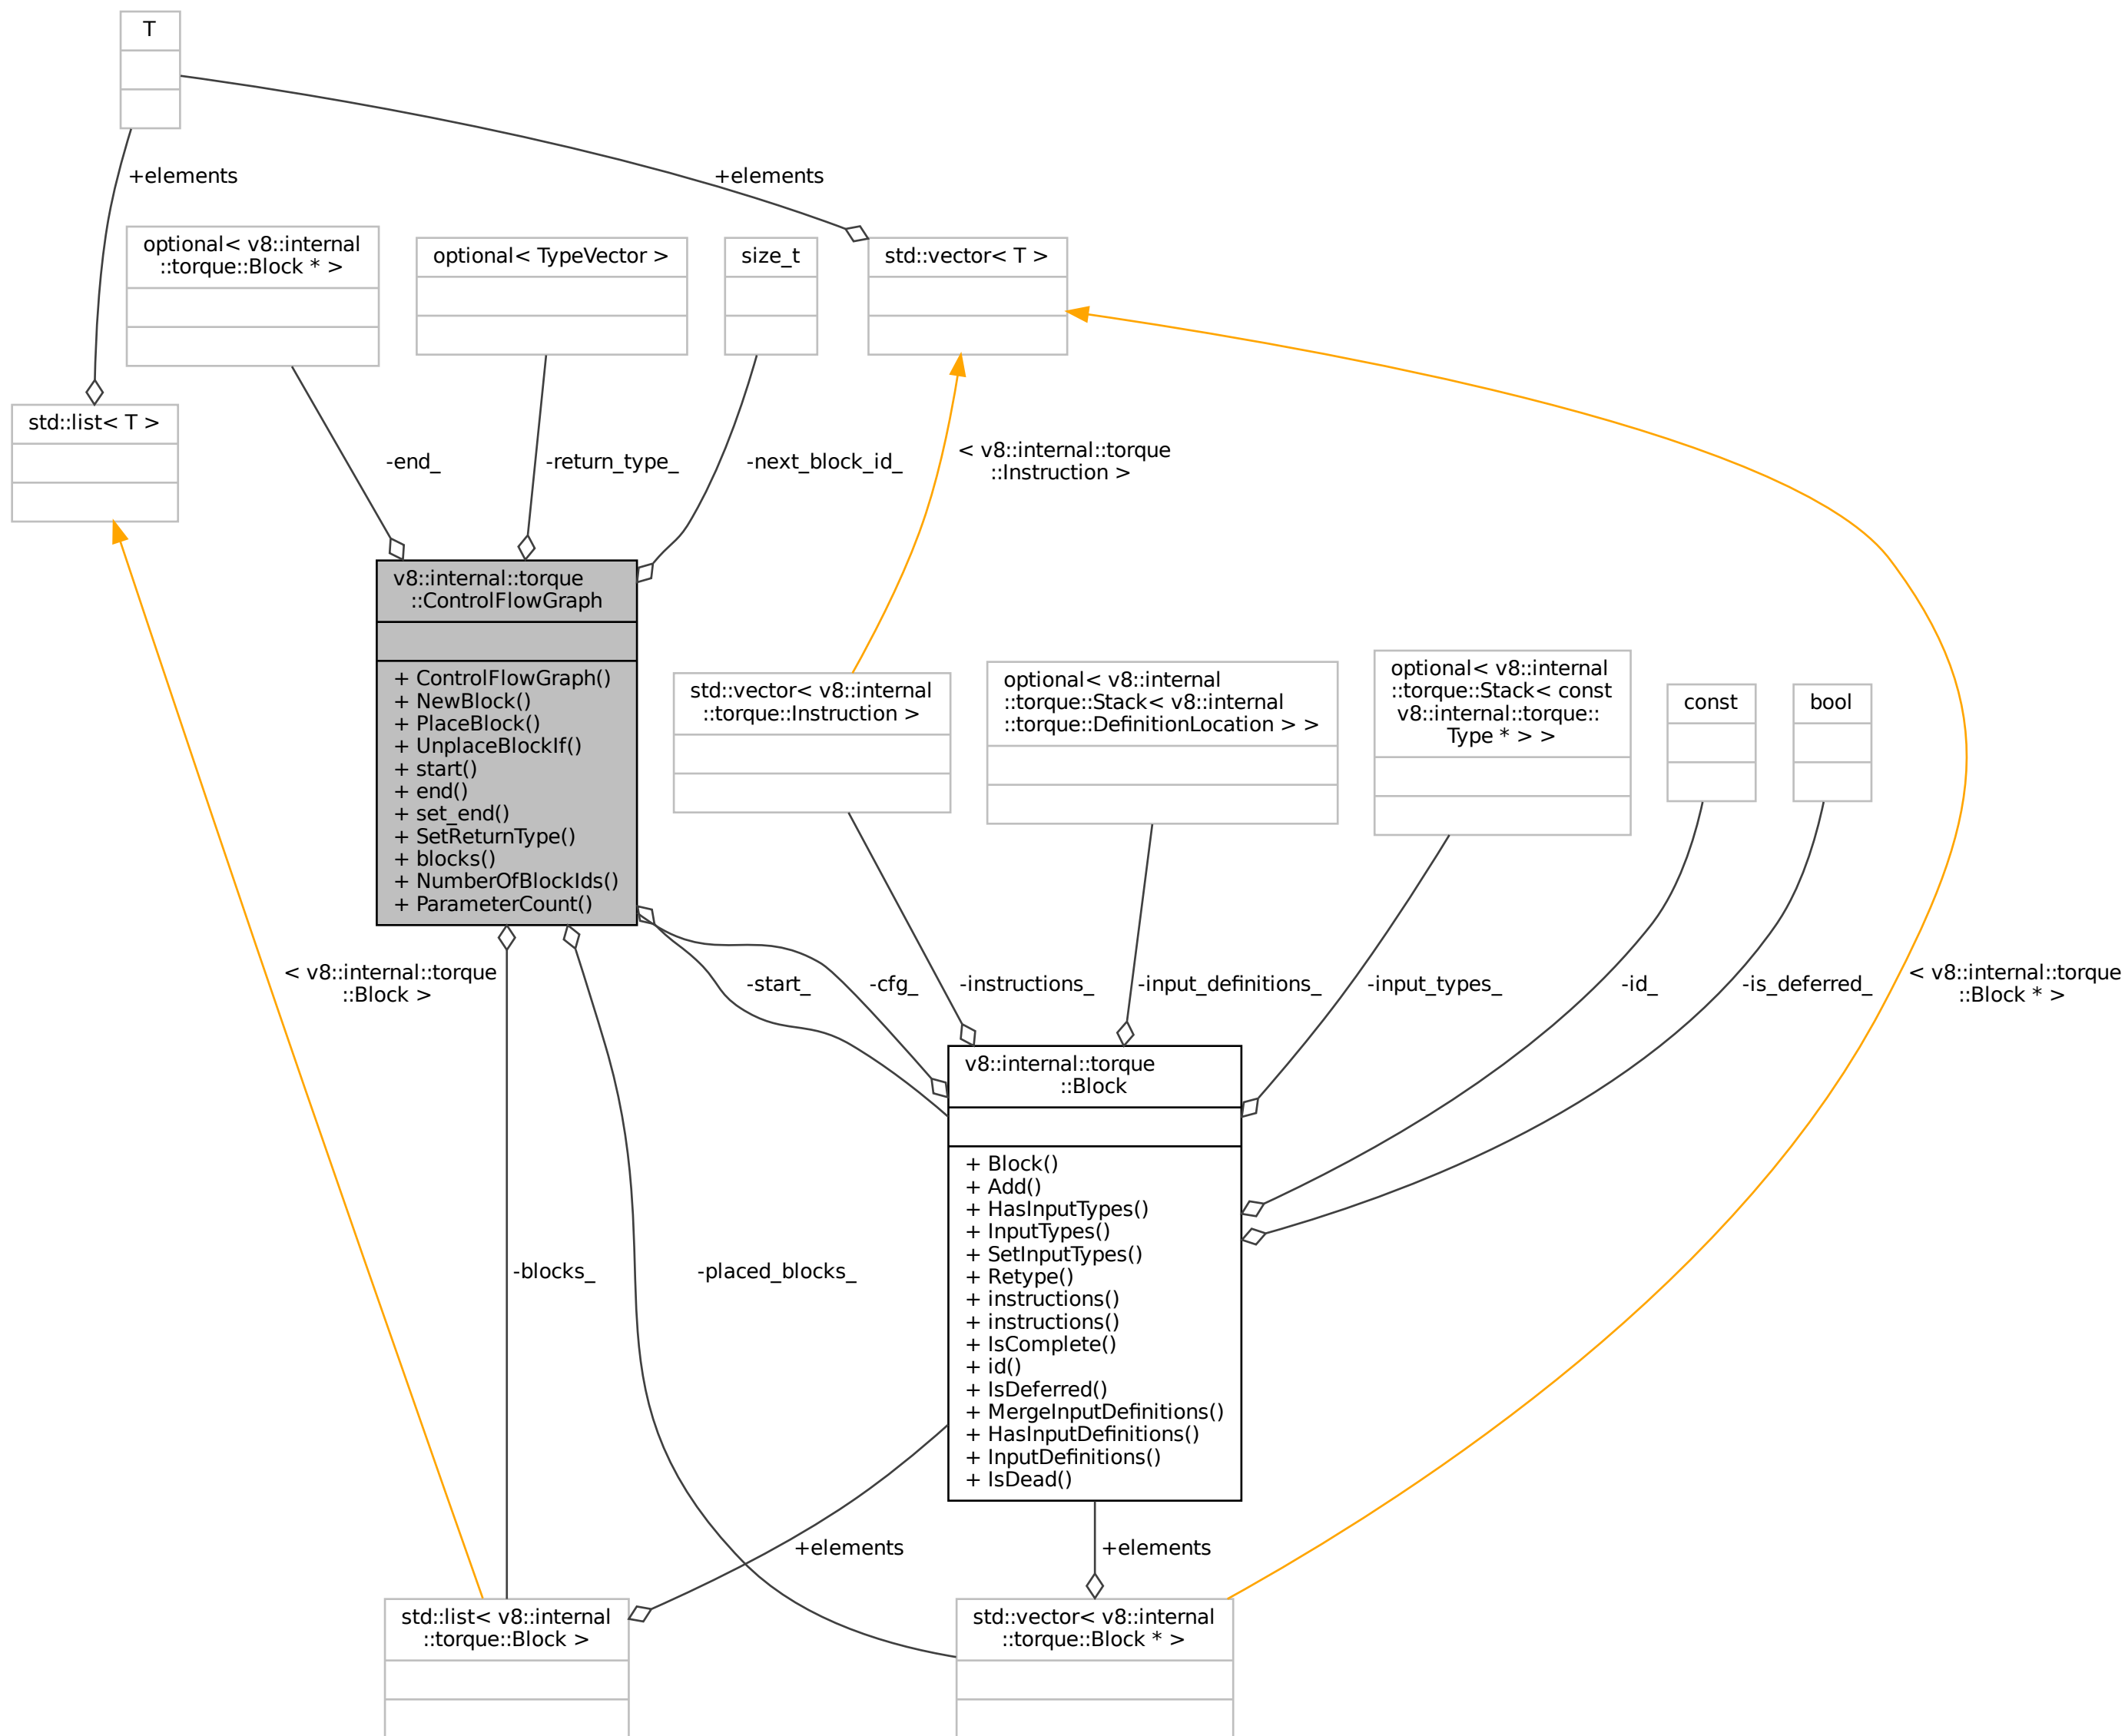 T
+elements
+elements
optional< v8::internal
::torque::Block * >
optional< TypeVector >
size_t
std::vector< T >
std::list< T >
-end_
-return_type_
-next_block_id_
< v8::internal::torque
::Instruction >
v8::internal::torque
::ControlFlowGraph
+ ControlFlowGraph()
+ NewBlock()
+ PlaceBlock()
+ UnplaceBlockIf()
+ start()
+ end()
+ set_end()
+ SetReturnType()
+ blocks()
+ NumberOfBlockIds()
+ ParameterCount()
std::vector< v8::internal
::torque::Instruction >
optional< v8::internal
::torque::Stack< v8::internal
::torque::DefinitionLocation > >
optional< v8::internal
::torque::Stack< const
v8::internal::torque::
Type * > >
const
bool
< v8::internal::torque
::Block >
-start_
-cfg_
-instructions_
-input_definitions_
-input_types_
-id_
-is_deferred_
< v8::internal::torque
::Block * >
v8::internal::torque
::Block
+ Block()
+ Add()
+ HasInputTypes()
+ InputTypes()
+ SetInputTypes()
+ Retype()
+ instructions()
+ instructions()
+ IsComplete()
+ id()
+ IsDeferred()
+ MergeInputDefinitions()
+ HasInputDefinitions()
+ InputDefinitions()
+ IsDead()
-blocks_
-placed_blocks_
+elements
+elements
std::list< v8::internal
::torque::Block >
std::vector< v8::internal
::torque::Block * >